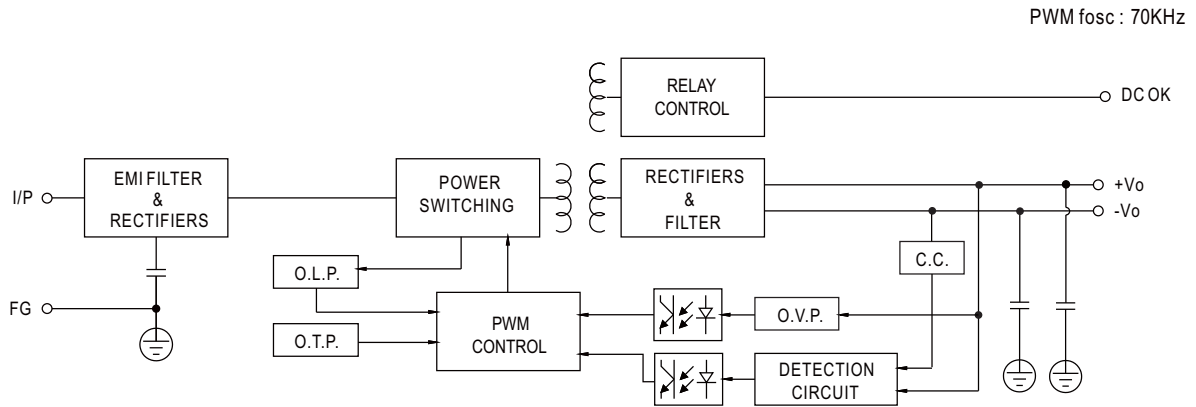 PWM fosc : 70KHz
RELAY
CONTROL
DC OK
I/P
EMI FILTER
&
RECTIFIERS
POWER
SWITCHING
RECTIFIERS
&
FILTER
+Vo
-Vo
C.C.
O.L.P.
FG
PWM
CONTROL
O.V.P.
O.T.P.
DETECTION
CIRCUIT